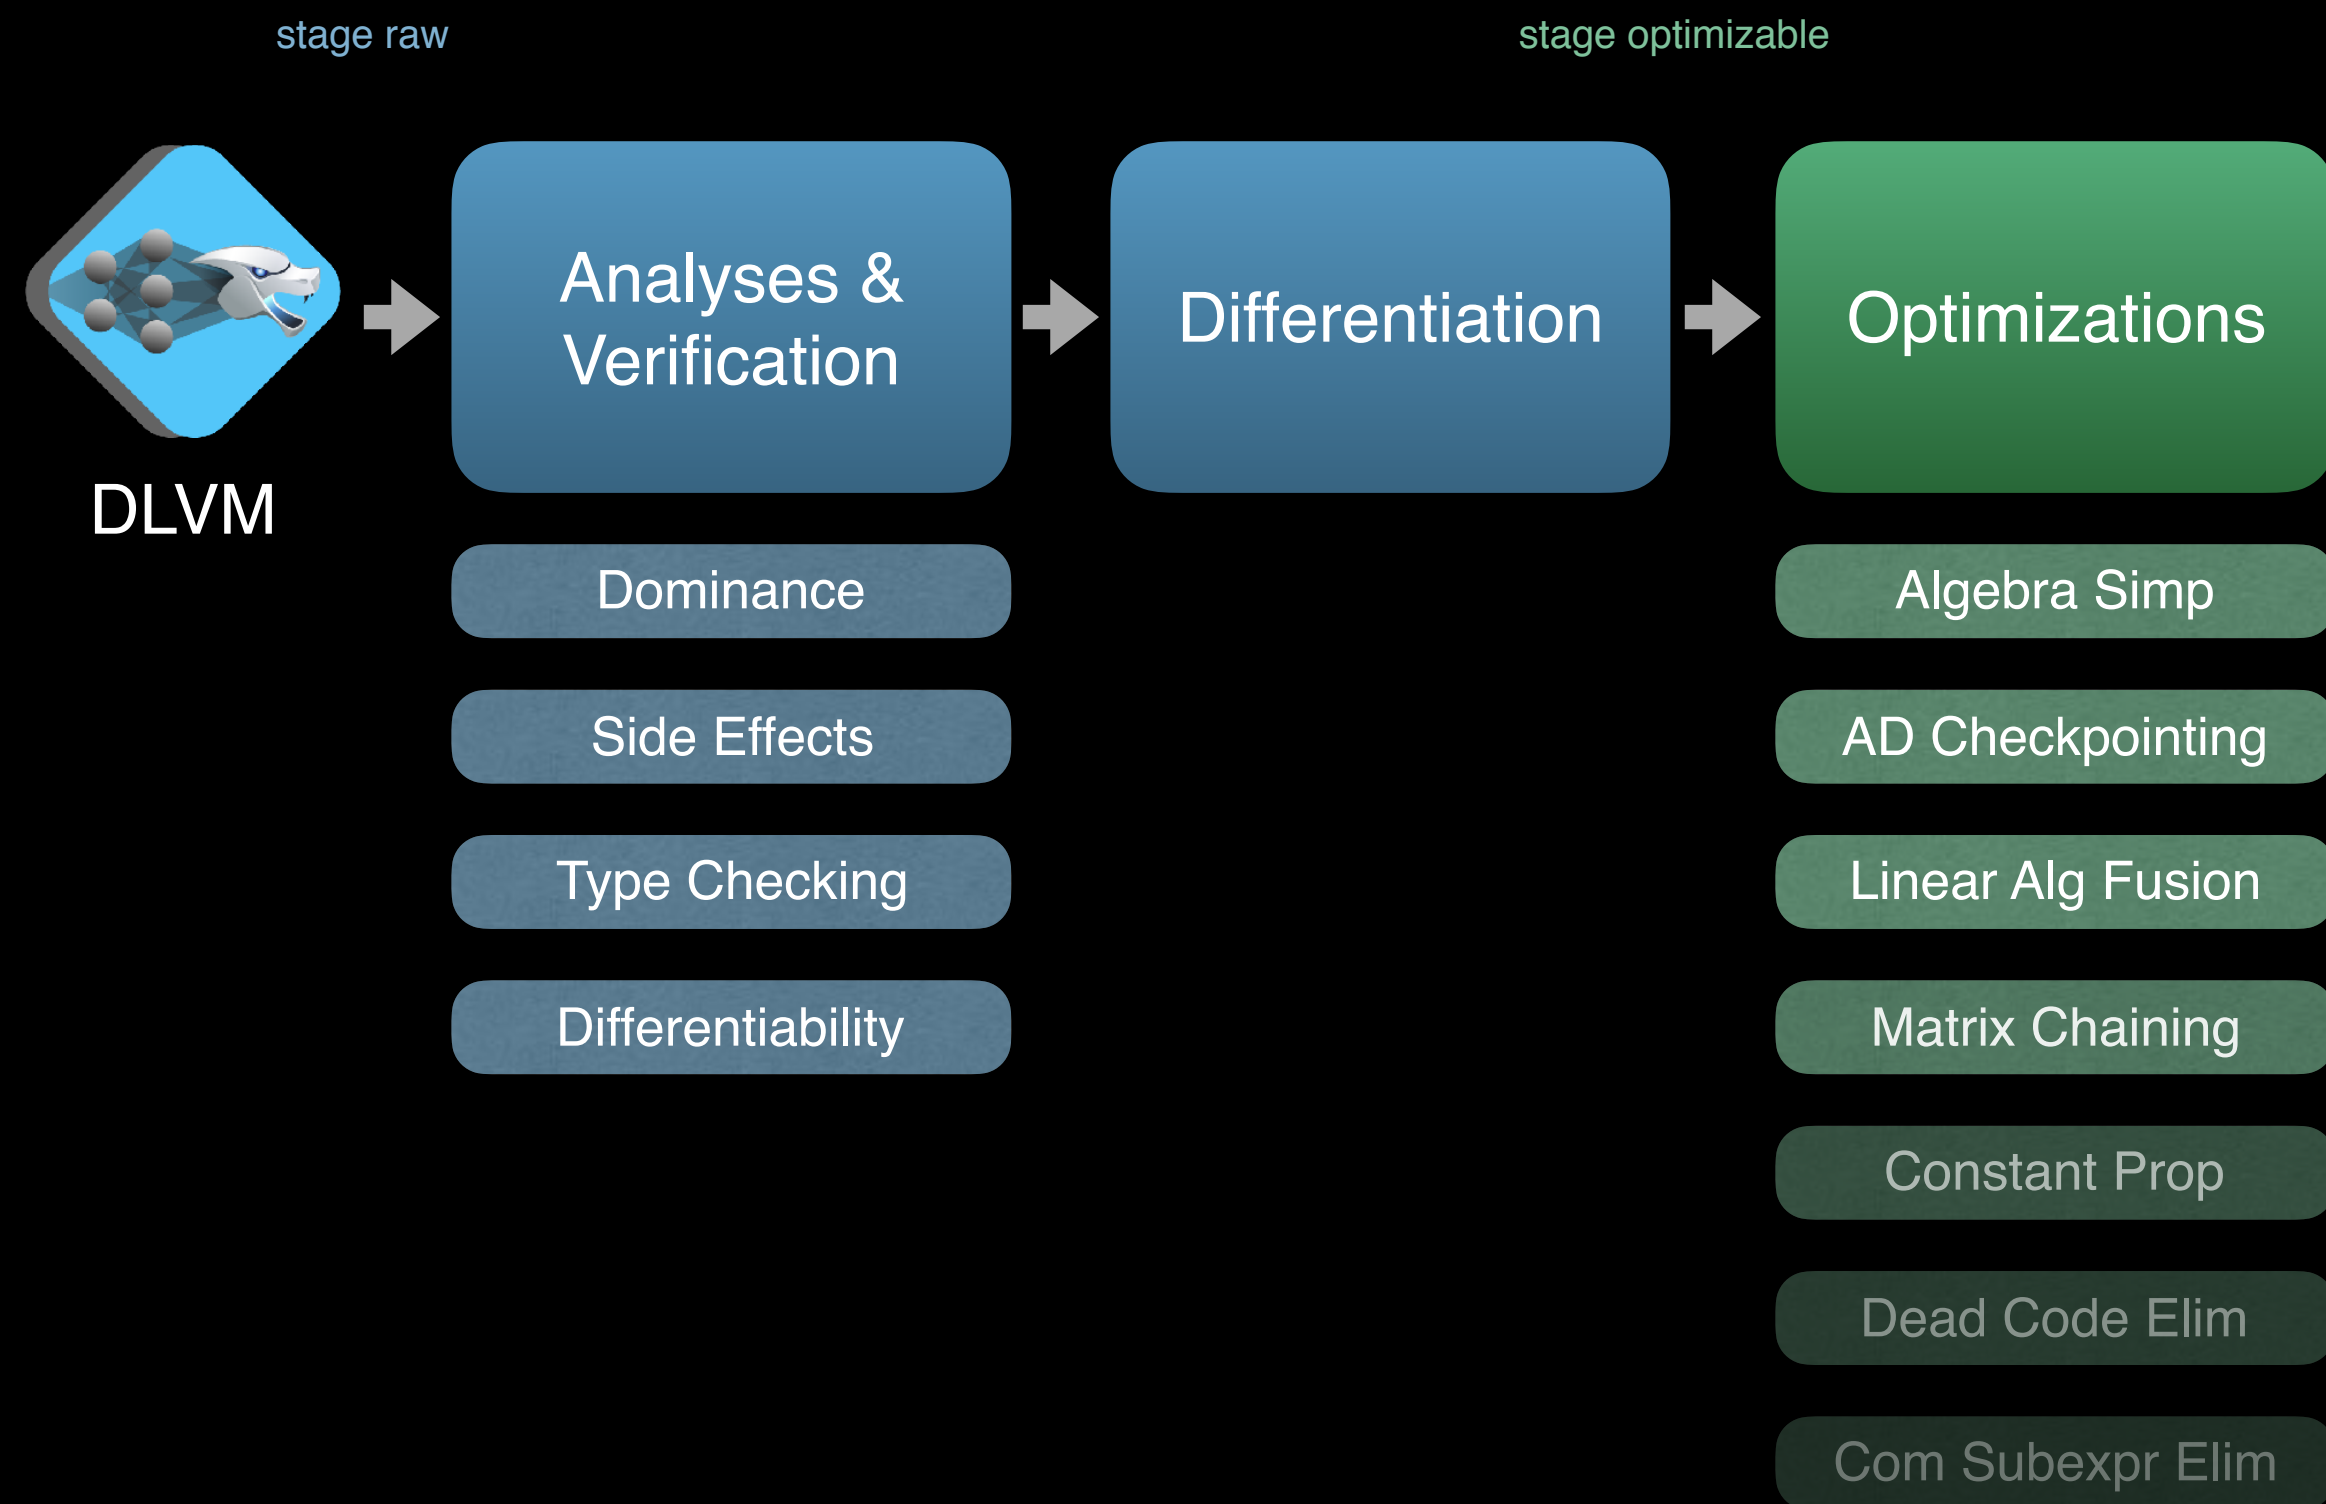 stage raw
stage optimizable
DLVM
Analyses &
Verification
Differentiation
Optimizations
Dominance
Side Effects
Type Checking
Differentiability
Algebra Simp
AD Checkpointing
Linear Alg Fusion
Matrix Chaining
Constant Prop
Dead Code Elim
Com Subexpr Elim